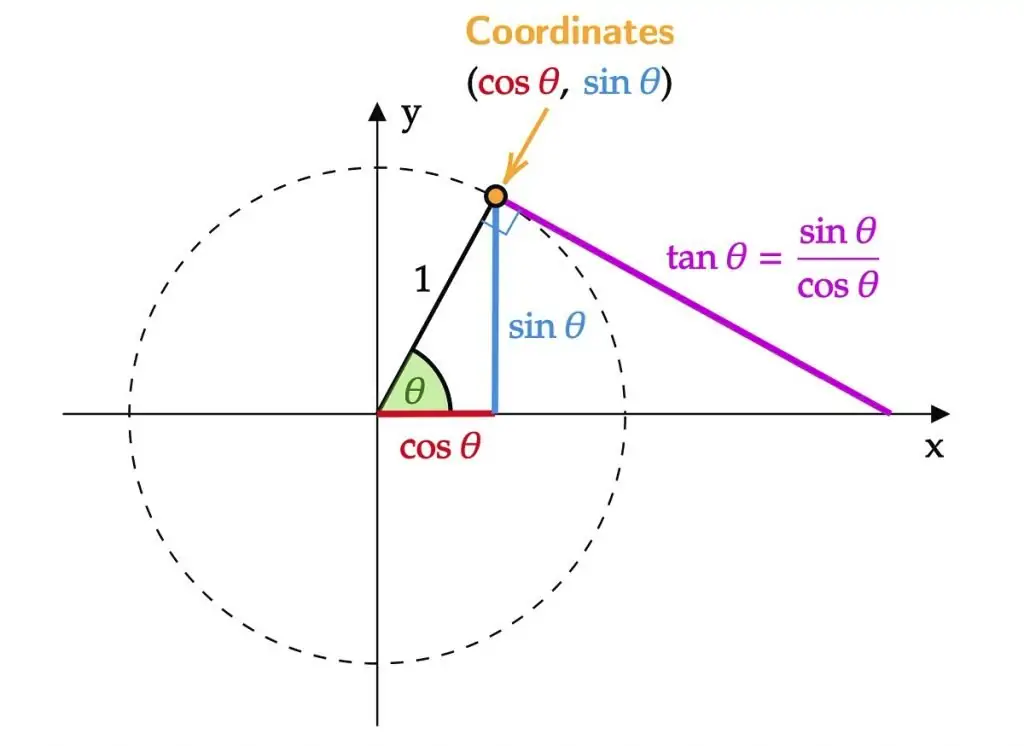 Coordinates
(cos θ, sin θ)
y
1
tan θ = sin θ / cos θ
sin θ
θ
cos θ
x